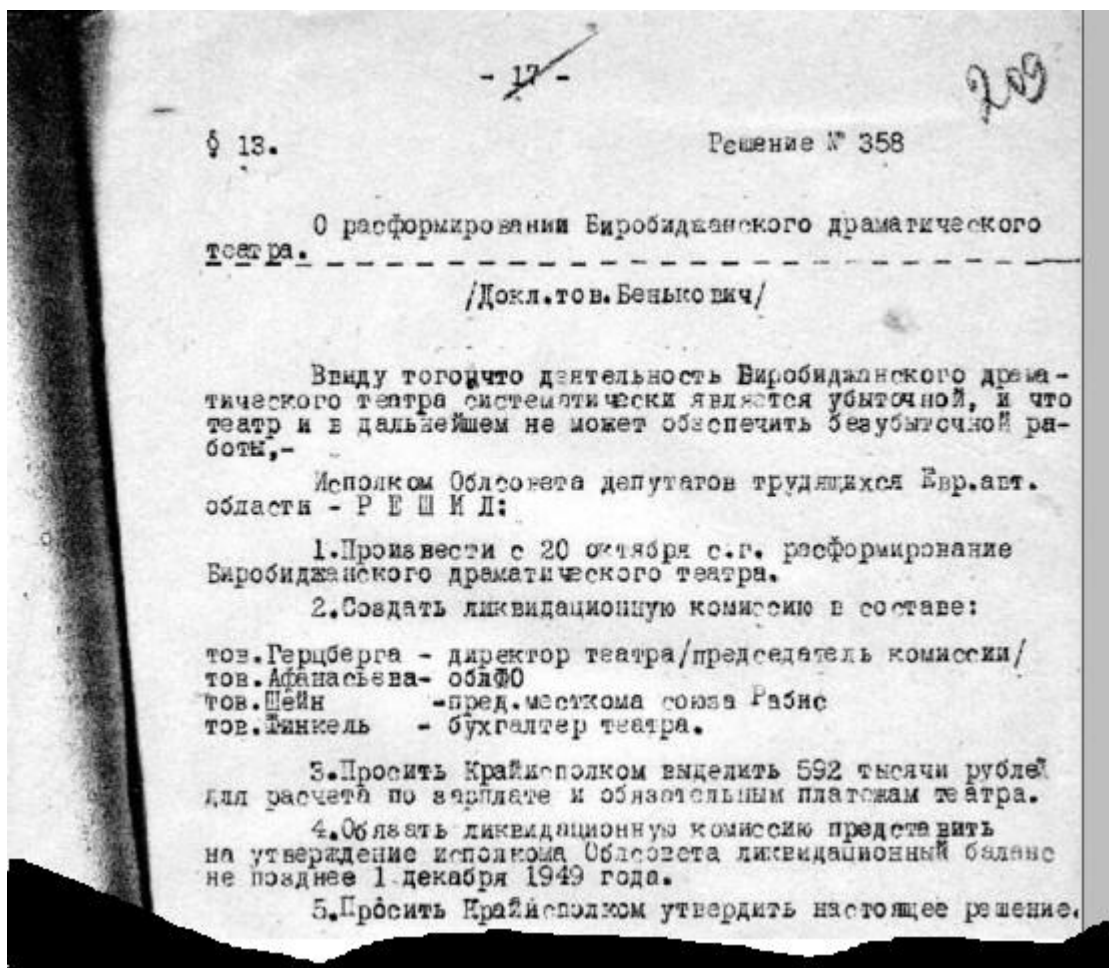 - 17 -
209
§ 13.
Решение № 358
О расформировании Биробиджанского драматического
театра.
/Докл.тов.Бенькович/
Ввиду того,что деятельность Биробиджанского драма-
тического театра систематически является убыточной, и что
театр и в дальнейшем не может обеспечить безубыточной ра-
боты,-
Исполком Облсовета депутатов трудящихся Евр.авт.
области - Р Е Ш И Л:
1.Произвести с 20 октября с.г. расформирование
Биробиджанского драматического театра.
2.Создать ликвидационную комиссию в составе:
тов.Герцберга - директор театра/председатель комиссии/
тов.Афанасьева- облФО
тов.Шейн -пред.месткома союза Рабис
тов.Финкель - бухгалтер театра.
3.Просить Крайисполком выделить 592 тысячи рублей
для расчета по зарплате и обязательным платежам театра.
4.Обязать ликвидационную комиссию представить
на утверждение исполкома Облсовета ликвидационный баланс
не позднее 1 декабря 1949 года.
5.Просить Крайисполком утвердить настоящее решение.